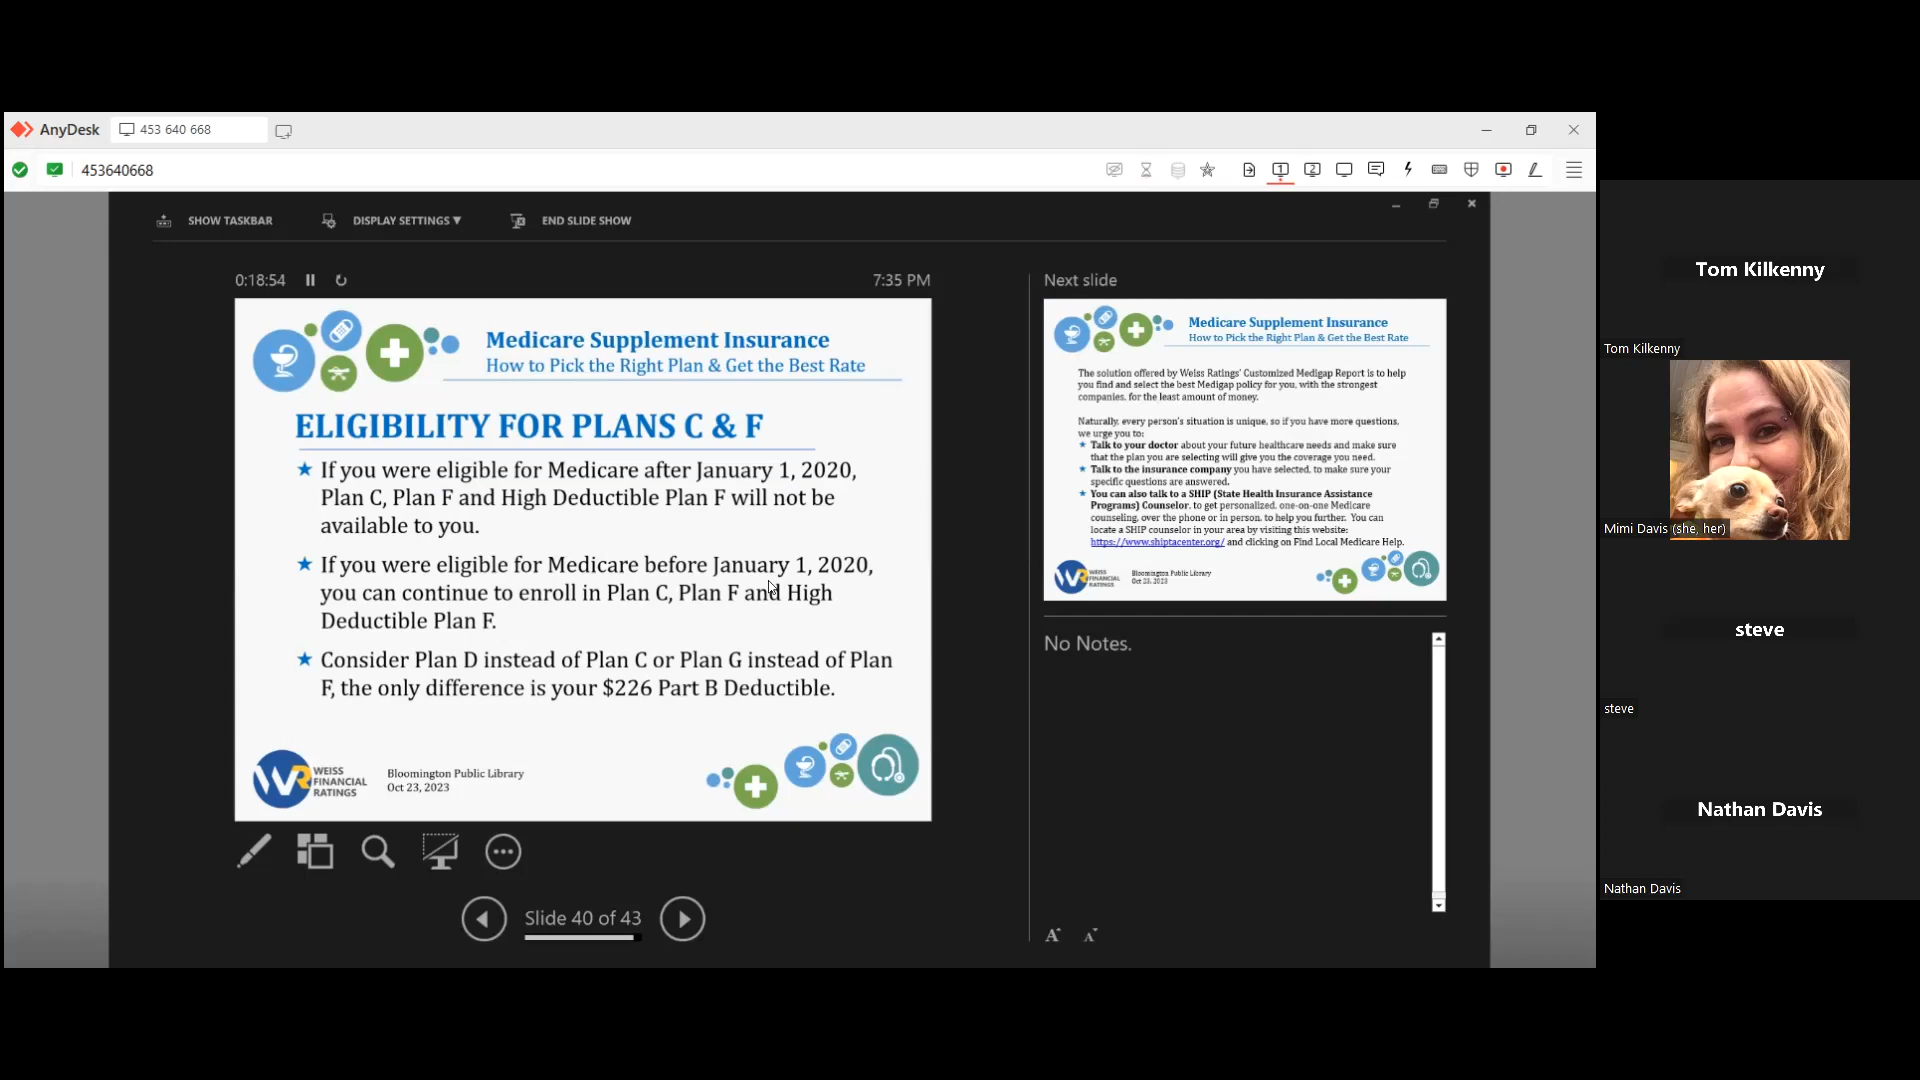 AnyDesk
453 640 668
453640668
1
2
SHOW TASKBAR
DISPLAY SETTINGS ▼
END SLIDE SHOW
0:18:54
7:35 PM
Medicare Supplement Insurance
How to Pick the Right Plan & Get the Best Rate
ELIGIBILITY FOR PLANS C & F
If you were eligible for Medicare after January 1, 2020,
Plan C, Plan F and High Deductible Plan F will not be
available to you.
If you were eligible for Medicare before January 1, 2020,
you can continue to enroll in Plan C, Plan F and High
Deductible Plan F.
Consider Plan D instead of Plan C or Plan G instead of Plan
F, the only difference is your $226 Part B Deductible.
WR
WEISS
FINANCIAL
RATINGS
Bloomington Public Library
Oct 23, 2023
Slide 40 of 43
Next slide
Medicare Supplement Insurance
How to Pick the Right Plan & Get the Best Rate
The solution offered by Weiss Ratings' Customized Medigap Report is to help
you find and select the best Medigap policy for you, with the strongest
companies, for the least amount of money.
Naturally, every person's situation is unique, so if you have more questions,
we urge you to:
Talk to your doctor about your future healthcare needs and make sure
that the plan you are selecting will give you the coverage you need.
Talk to the insurance company you have selected, to make sure your
specific questions are answered.
You can also talk to a SHIP (State Health Insurance Assistance
Programs) Counselor, to get personalized, one-on-one Medicare
counseling, over the phone or in person, to help you further. You can
locate a SHIP counselor in your area by visiting this website:
https://www.shiptacenter.org/ and clicking on Find Local Medicare Help.
WR
WEISS
FINANCIAL
RATINGS
Bloomington Public Library
Oct 23, 2023
No Notes.
A
A
Tom Kilkenny
Tom Kilkenny
Mimi Davis (she, her)
steve
steve
Nathan Davis
Nathan Davis